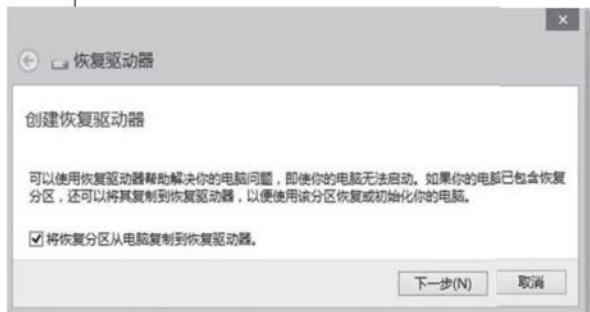 恢复驱动器
创建恢复驱动器
可以使用恢复驱动器帮助解决你的电脑问题，即使你的电脑无法启动。如果你的电脑已包含恢复
分区，还可以将其复制到恢复驱动器，以便使用该分区恢复或初始化你的电脑。
将恢复分区从电脑复制到恢复驱动器。
下一步(N) 取消